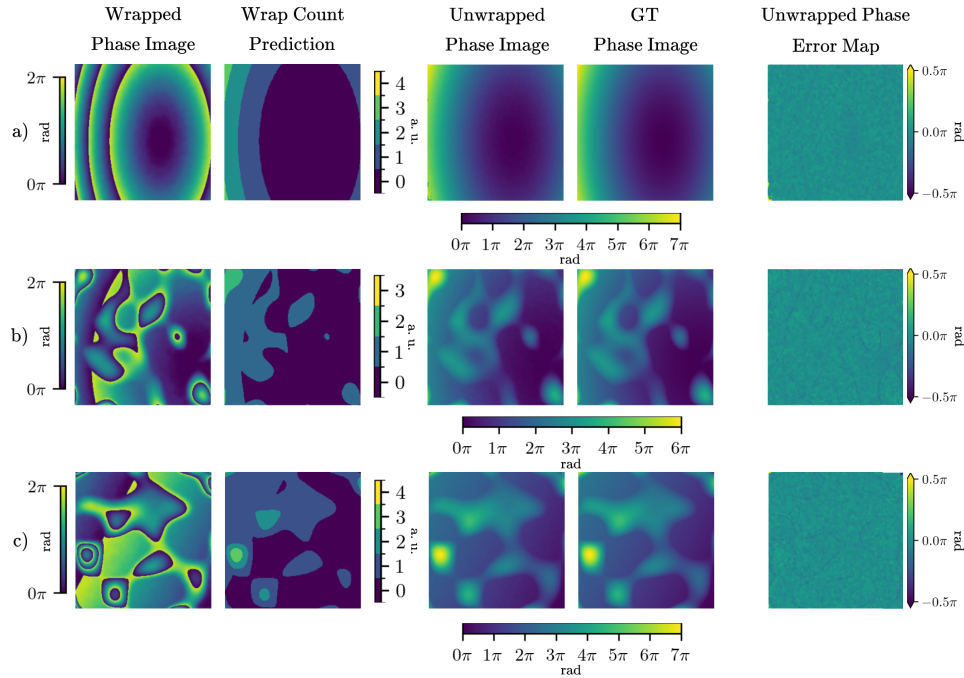 Wrapped Phase Image
Wrap Count Prediction
Unwrapped Phase Image
GT Phase Image
Unwrapped Phase Error Map
a)
rad
2π
0π
4
3
2
1
0
a. u.
0.5π
0.0π
−0.5π
rad
0π 1π 2π 3π 4π 5π 6π 7π
rad
b)
rad
2π
0π
3
2
1
0
a. u.
0.5π
0.0π
−0.5π
rad
0π 1π 2π 3π 4π 5π 6π
rad
c)
rad
2π
0π
4
3
2
1
0
a. u.
0.5π
0.0π
−0.5π
rad
0π 1π 2π 3π 4π 5π 6π 7π
rad